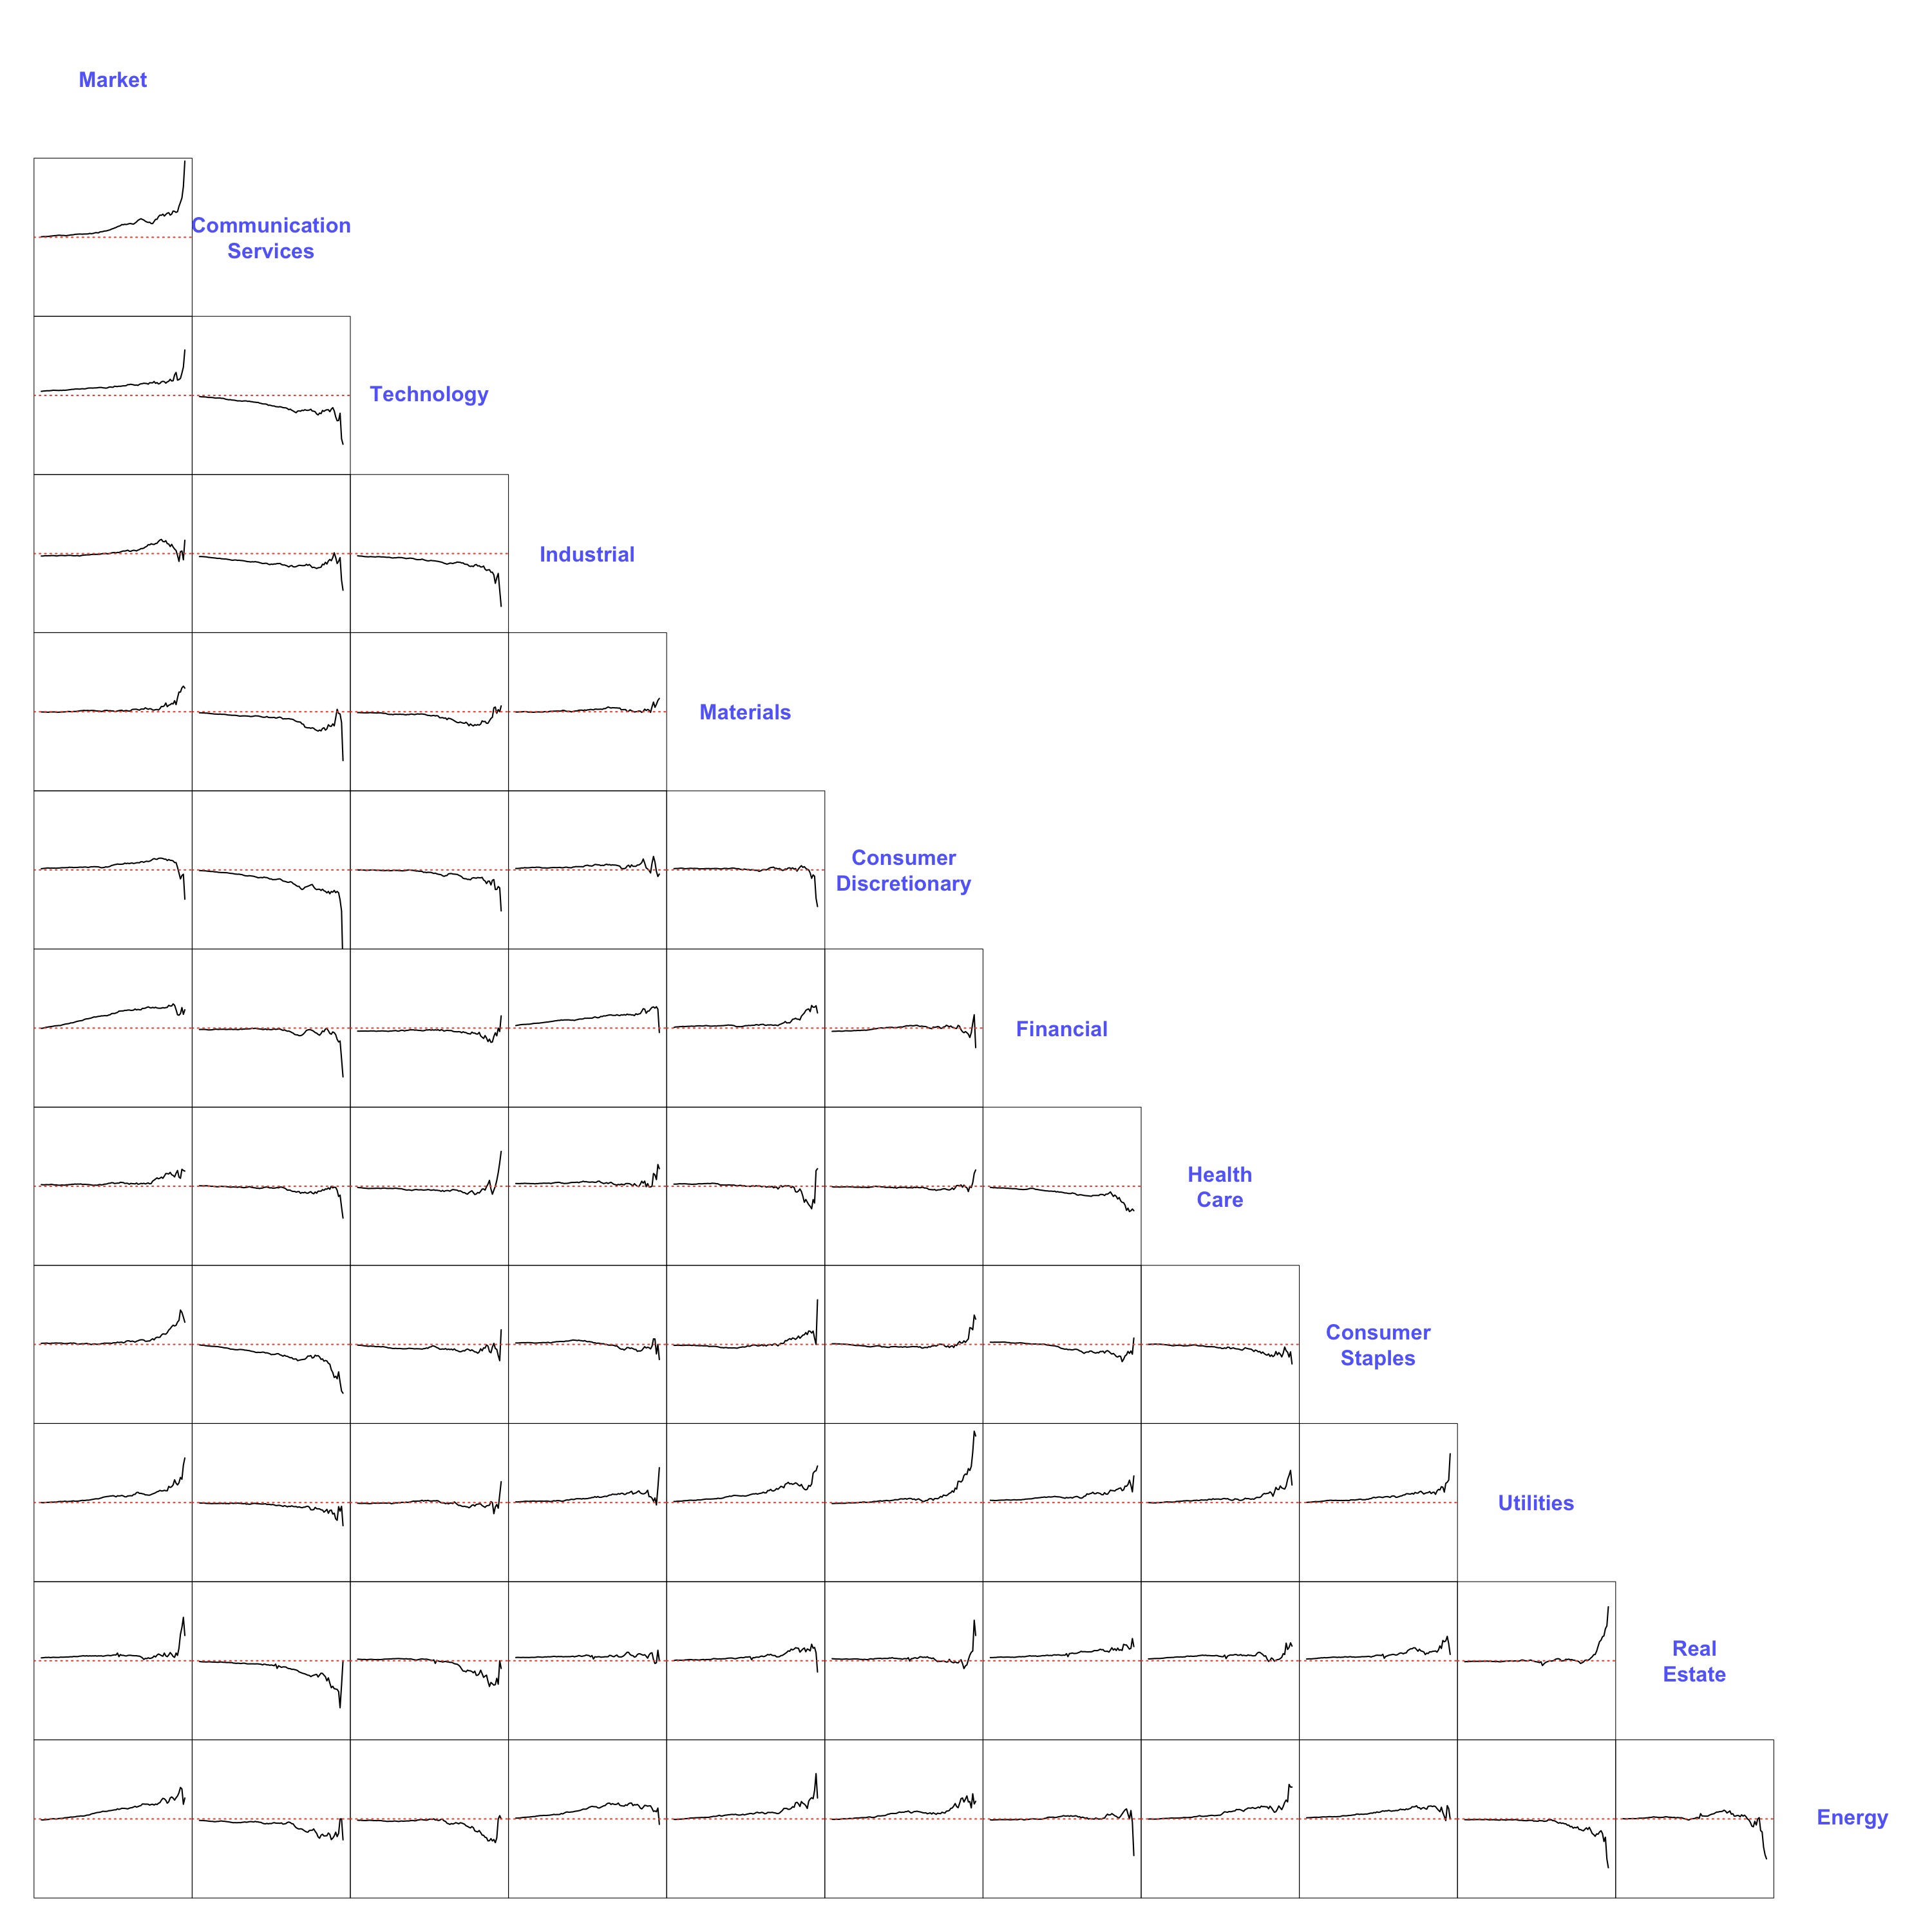 Market
Communication
Services
Technology
Industrial
Materials
Consumer
Discretionary
Financial
Health
Care
Consumer
Staples
Utilities
Real
Estate
Energy